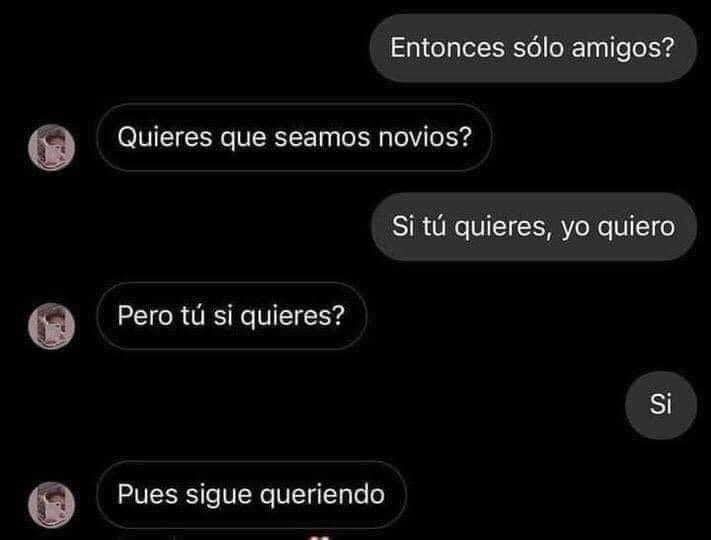 Entonces sólo amigos?
Quieres que seamos novios?
Si tú quieres, yo quiero
Pero tú si quieres?
Si
Pues sigue queriendo